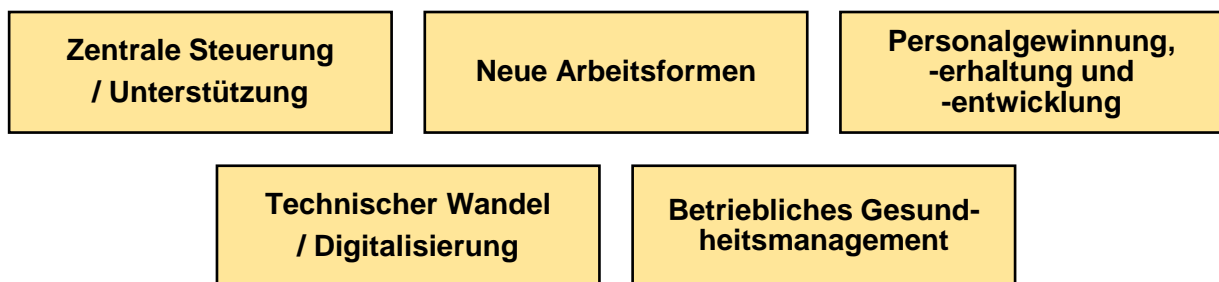 Zentrale Steuerung
/ Unterstützung
Neue Arbeitsformen
Personalgewinnung,
-erhaltung und
-entwicklung
Technischer Wandel
/ Digitalisierung
Betriebliches Gesund-
heitsmanagement